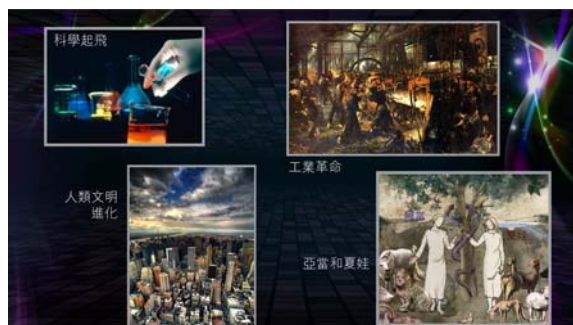 科學起飛
工業革命
人類文明
進化
亞當和夏娃